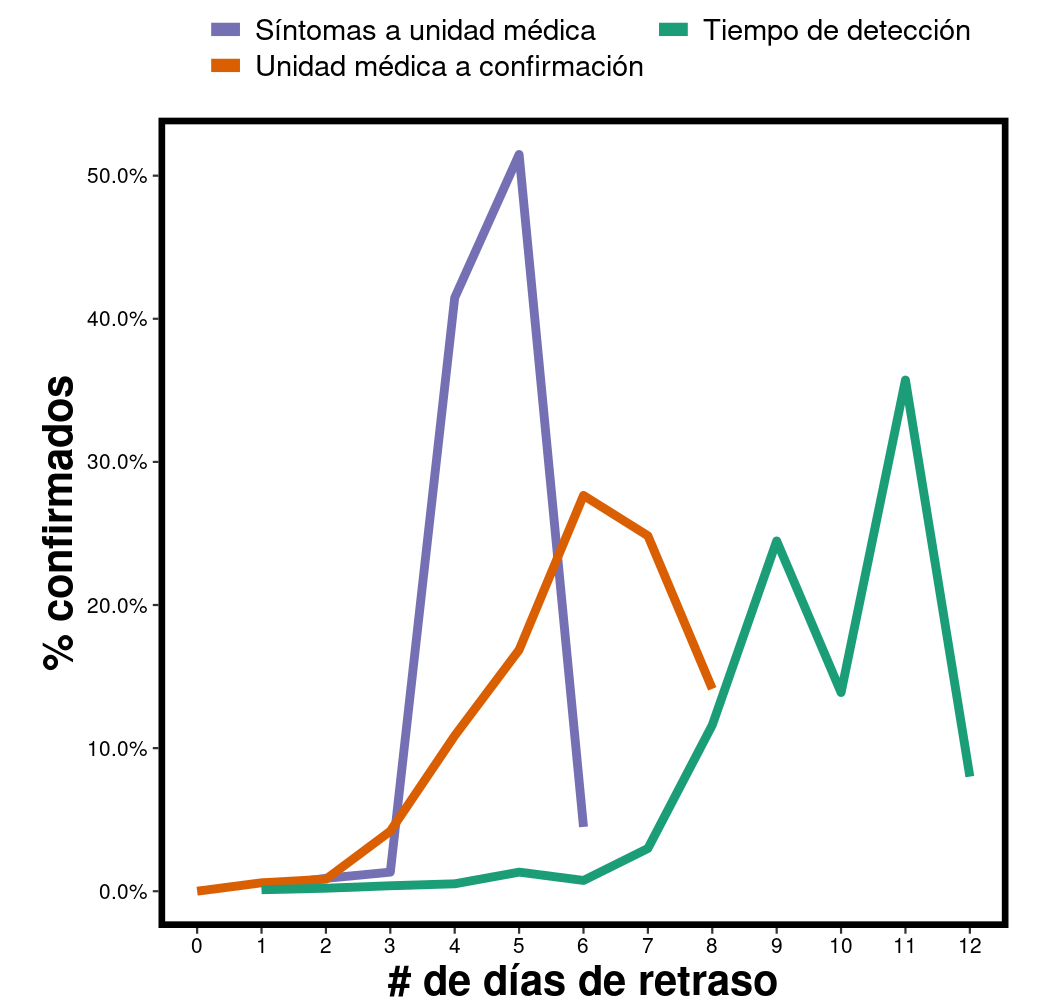 Síntomas a unidad médica
Tiempo de detección
Unidad médica a confirmación
% confirmados
50.0%
40.0%
30.0%
20.0%
10.0%
0.0%
0 1 2 3 4 5 6 7 8 9 10 11 12
# de días de retraso